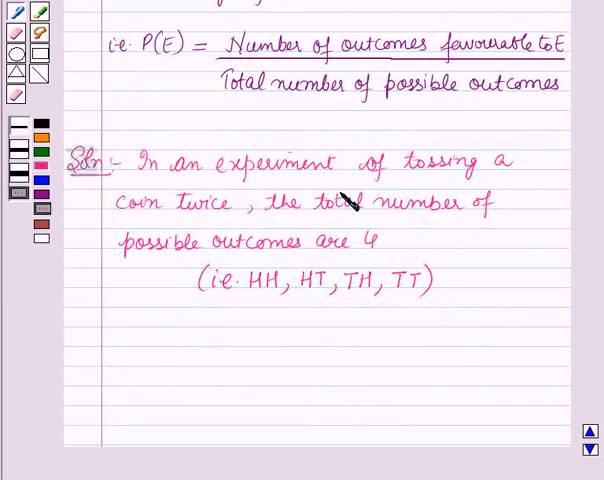 i.e. P(E) = Number of outcomes favourable to E
Total number of possible outcomes
Soln:- In an experiment of tossing a
coin twice, the total number of
possible outcomes are 4
(i.e. HH, HT, TH, TT)